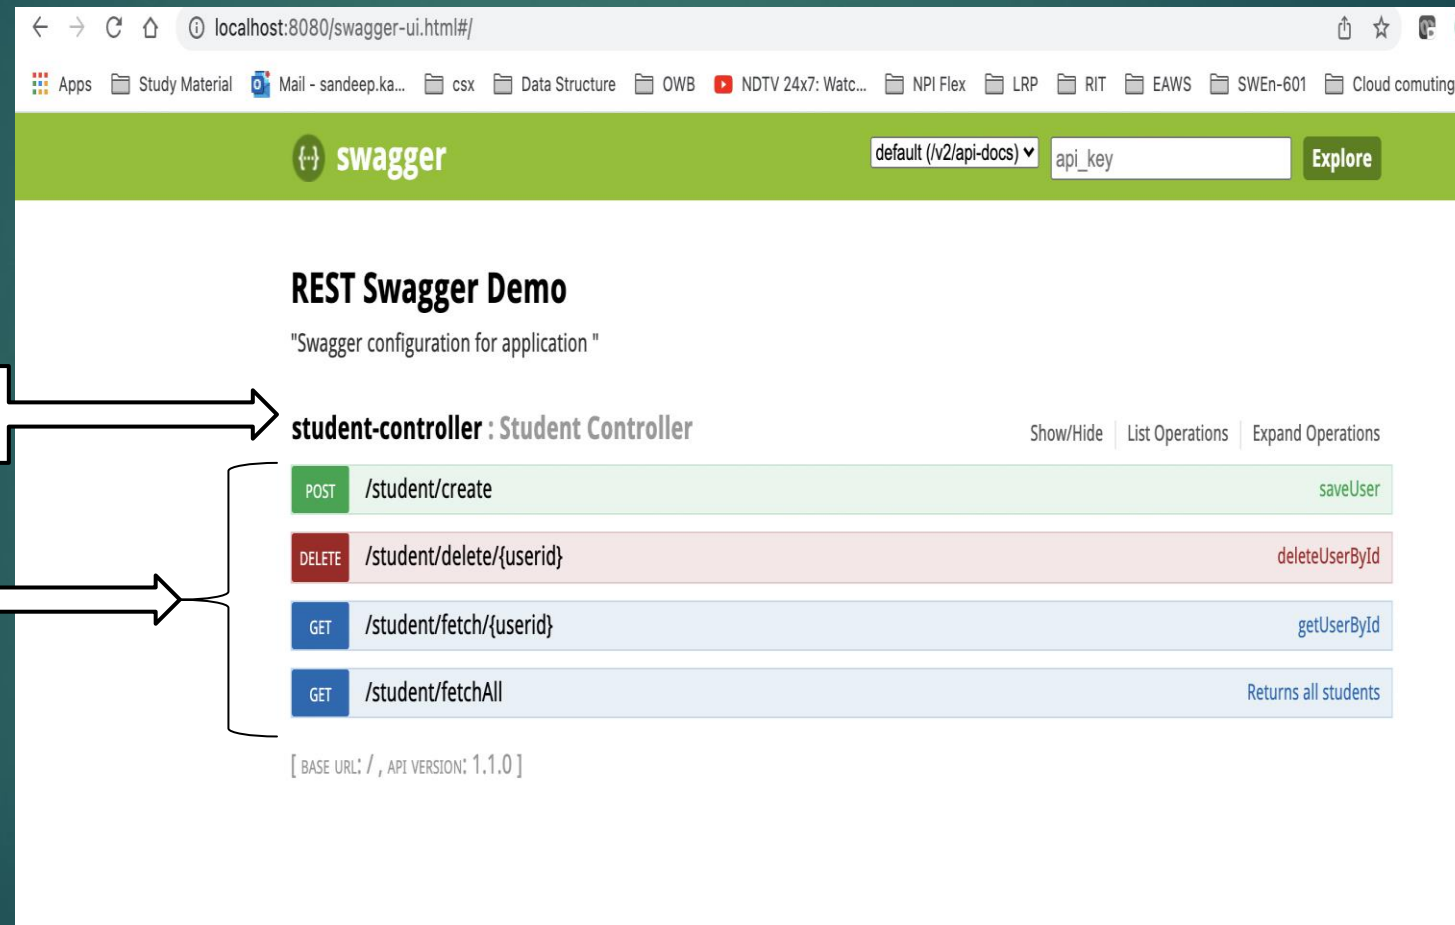 localhost:8080/swagger-ui.html#/
Apps Study Material Mail - sandeep.ka... csx Data Structure OWB NDTV 24x7: Watc... NPI Flex LRP RIT EAWS SWEn-601 Cloud comuting
{...} swagger default (/v2/api-docs) api_key Explore
REST Swagger Demo
"Swagger configuration for application "
student-controller : Student Controller Show/Hide List Operations Expand Operations
POST /student/create saveUser
DELETE /student/delete/{userid} deleteUserById
GET /student/fetch/{userid} getUserById
GET /student/fetchAll Returns all students
[ BASE URL: / , API VERSION: 1.1.0 ]